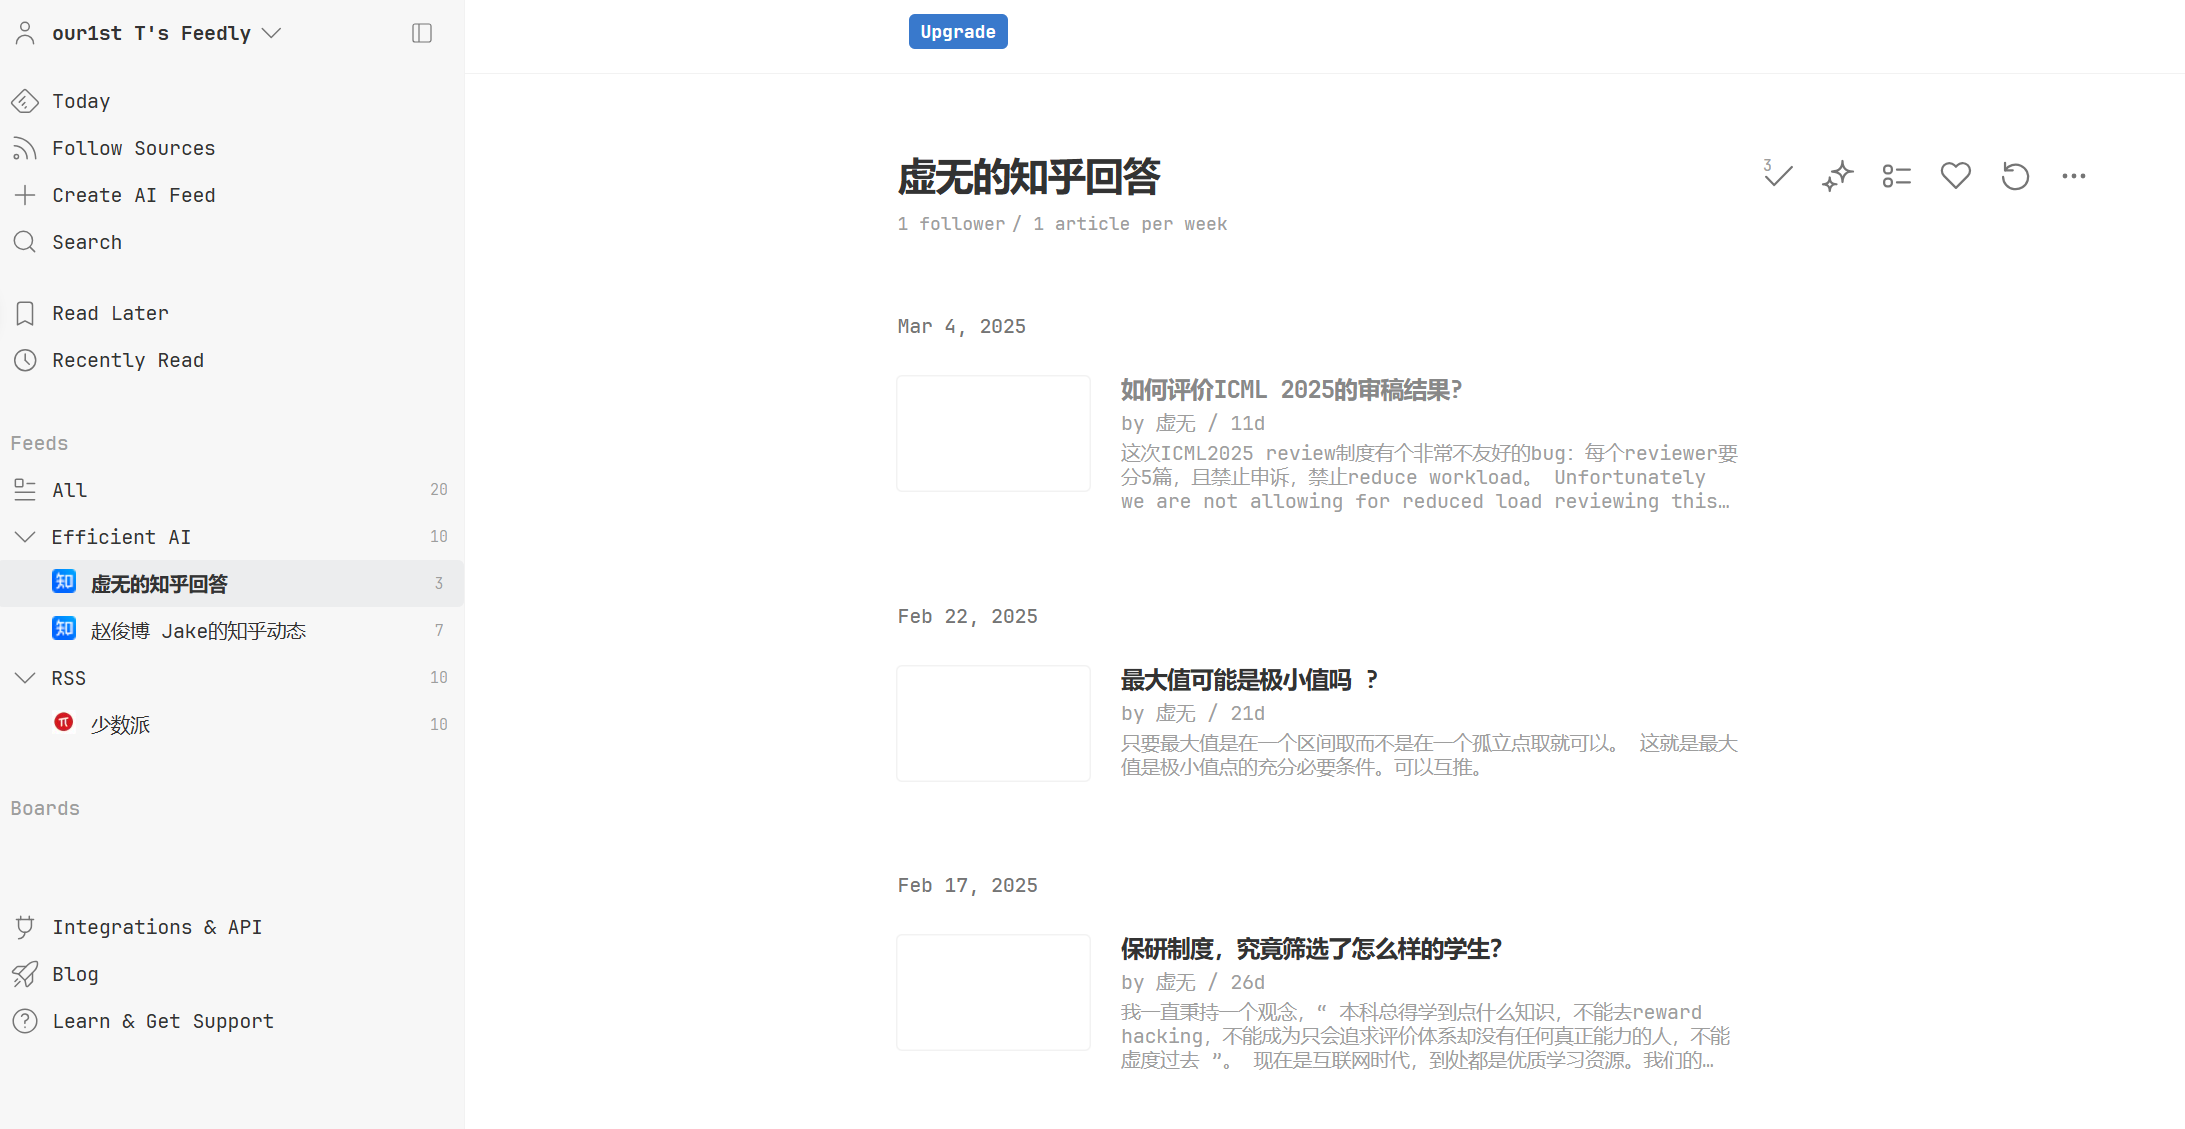 our1st T's Feedly
Today
Follow Sources
Create AI Feed
Search
Read Later
Recently Read
Feeds
All 20
Efficient AI 10
知 虚无的知乎回答 3
知 赵俊博 Jake的知乎动态 7
RSS 10
π 少数派 10
Boards
Integrations & API
Blog
Learn & Get Support
Upgrade
虚无的知乎回答
3
1 follower / 1 article per week
Mar 4, 2025
如何评价ICML 2025的审稿结果?
by 虚无 / 11d
这次ICML2025 review制度有个非常不友好的bug：每个reviewer要
分5篇，且禁止申诉，禁止reduce workload。 Unfortunately
we are not allowing for reduced load reviewing this…
Feb 22, 2025
最大值可能是极小值吗 ?
by 虚无 / 21d
只要最大值是在一个区间取而不是在一个孤立点取就可以。 这就是最大
值是极小值点的充分必要条件。可以互推。
Feb 17, 2025
保研制度，究竟筛选了怎么样的学生?
by 虚无 / 26d
我一直秉持一个观念，“ 本科总得学到点什么知识，不能去reward
hacking，不能成为只会追求评价体系却没有任何真正能力的人，不能
虚度过去 ”。 现在是互联网时代，到处都是优质学习资源。我们的…